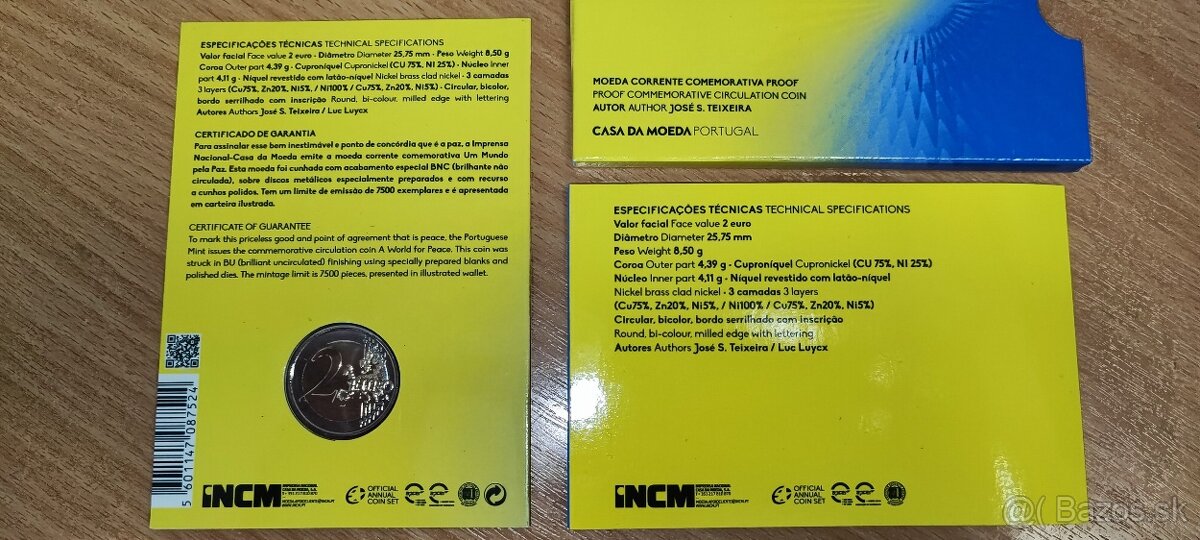 ESPECIFICAÇÕES TÉCNICAS TECHNICAL SPECIFICATIONS
Valor facial Face value 2 euro · Diâmetro Diameter 25,75 mm · Peso Weight 8,50 g
Coroa Outer part 4,39 g · Cuproníquel Cupronickel (CU 75%, NI 25%) · Núcleo Inner
part 4,11 g · Níquel revestido com latão-níquel Nickel brass clad nickel · 3 camadas
3 layers (Cu75%, Zn20%, Ni5%, / Ni100% / Cu75%, Zn20%, Ni5%) · Circular, bicolor,
bordo serrilhado com inscrição Round, bi-colour, milled edge with lettering
Autores Authors José S. Teixeira / Luc Luycx
CERTIFICADO DE GARANTIA
Para assinalar esse bem inestimável e ponto de concórdia que é a paz, a Imprensa
Nacional-Casa da Moeda emite a moeda corrente comemorativa Um Mundo
pela Paz. Esta moeda foi cunhada com acabamento especial BNC (brilhante não
circulada), sobre discos metálicos especialmente preparados e com recurso
a cunhos polidos. Tem um limite de emissão de 7500 exemplares e é apresentada
em carteira ilustrada.
CERTIFICATE OF GUARANTEE
To mark this priceless good and point of agreement that is peace, the Portuguese
Mint issues the commemorative circulation coin A World for Peace. This coin was
struck in BU (brilliant uncirculated) finishing using specially prepared blanks and
polished dies. The mintage limit is 7500 pieces, presented in illustrated wallet.
2 EURO
5 601147 087524
INCM
IMPRENSA NACIONAL
CASA DA MOEDA, S.A.
OFFICIAL
ANNUAL
COIN SET
MOEDA CORRENTE COMEMORATIVA PROOF
PROOF COMMEMORATIVE CIRCULATION COIN
AUTOR AUTHOR JOSÉ S. TEIXEIRA
CASA DA MOEDA PORTUGAL
ESPECIFICAÇÕES TÉCNICAS TECHNICAL SPECIFICATIONS
Valor facial Face value 2 euro
Diâmetro Diameter 25,75 mm
Peso Weight 8,50 g
Coroa Outer part 4,39 g · Cuproníquel Cupronickel (CU 75%, NI 25%)
Núcleo Inner part 4,11 g · Níquel revestido com latão-níquel
Nickel brass clad nickel · 3 camadas 3 layers
(Cu75%, Zn20%, Ni5%, / Ni100% / Cu75%, Zn20%, Ni5%)
Circular, bicolor, bordo serrilhado com inscrição
Round, bi-colour, milled edge with lettering
Autores Authors José S. Teixeira / Luc Luycx
INCM
IMPRENSA NACIONAL
CASA DA MOEDA, S.A.
OFFICIAL
ANNUAL
COIN SET
Bazos.sk